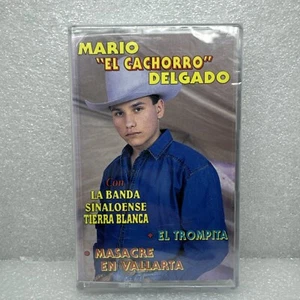 MARIO
"EL CACHORRO"
DELGADO
Con
LA BANDA
SINALOENSE
TIERRA BLANCA
• EL TROMPITA
• MASACRE
EN VALLARTA